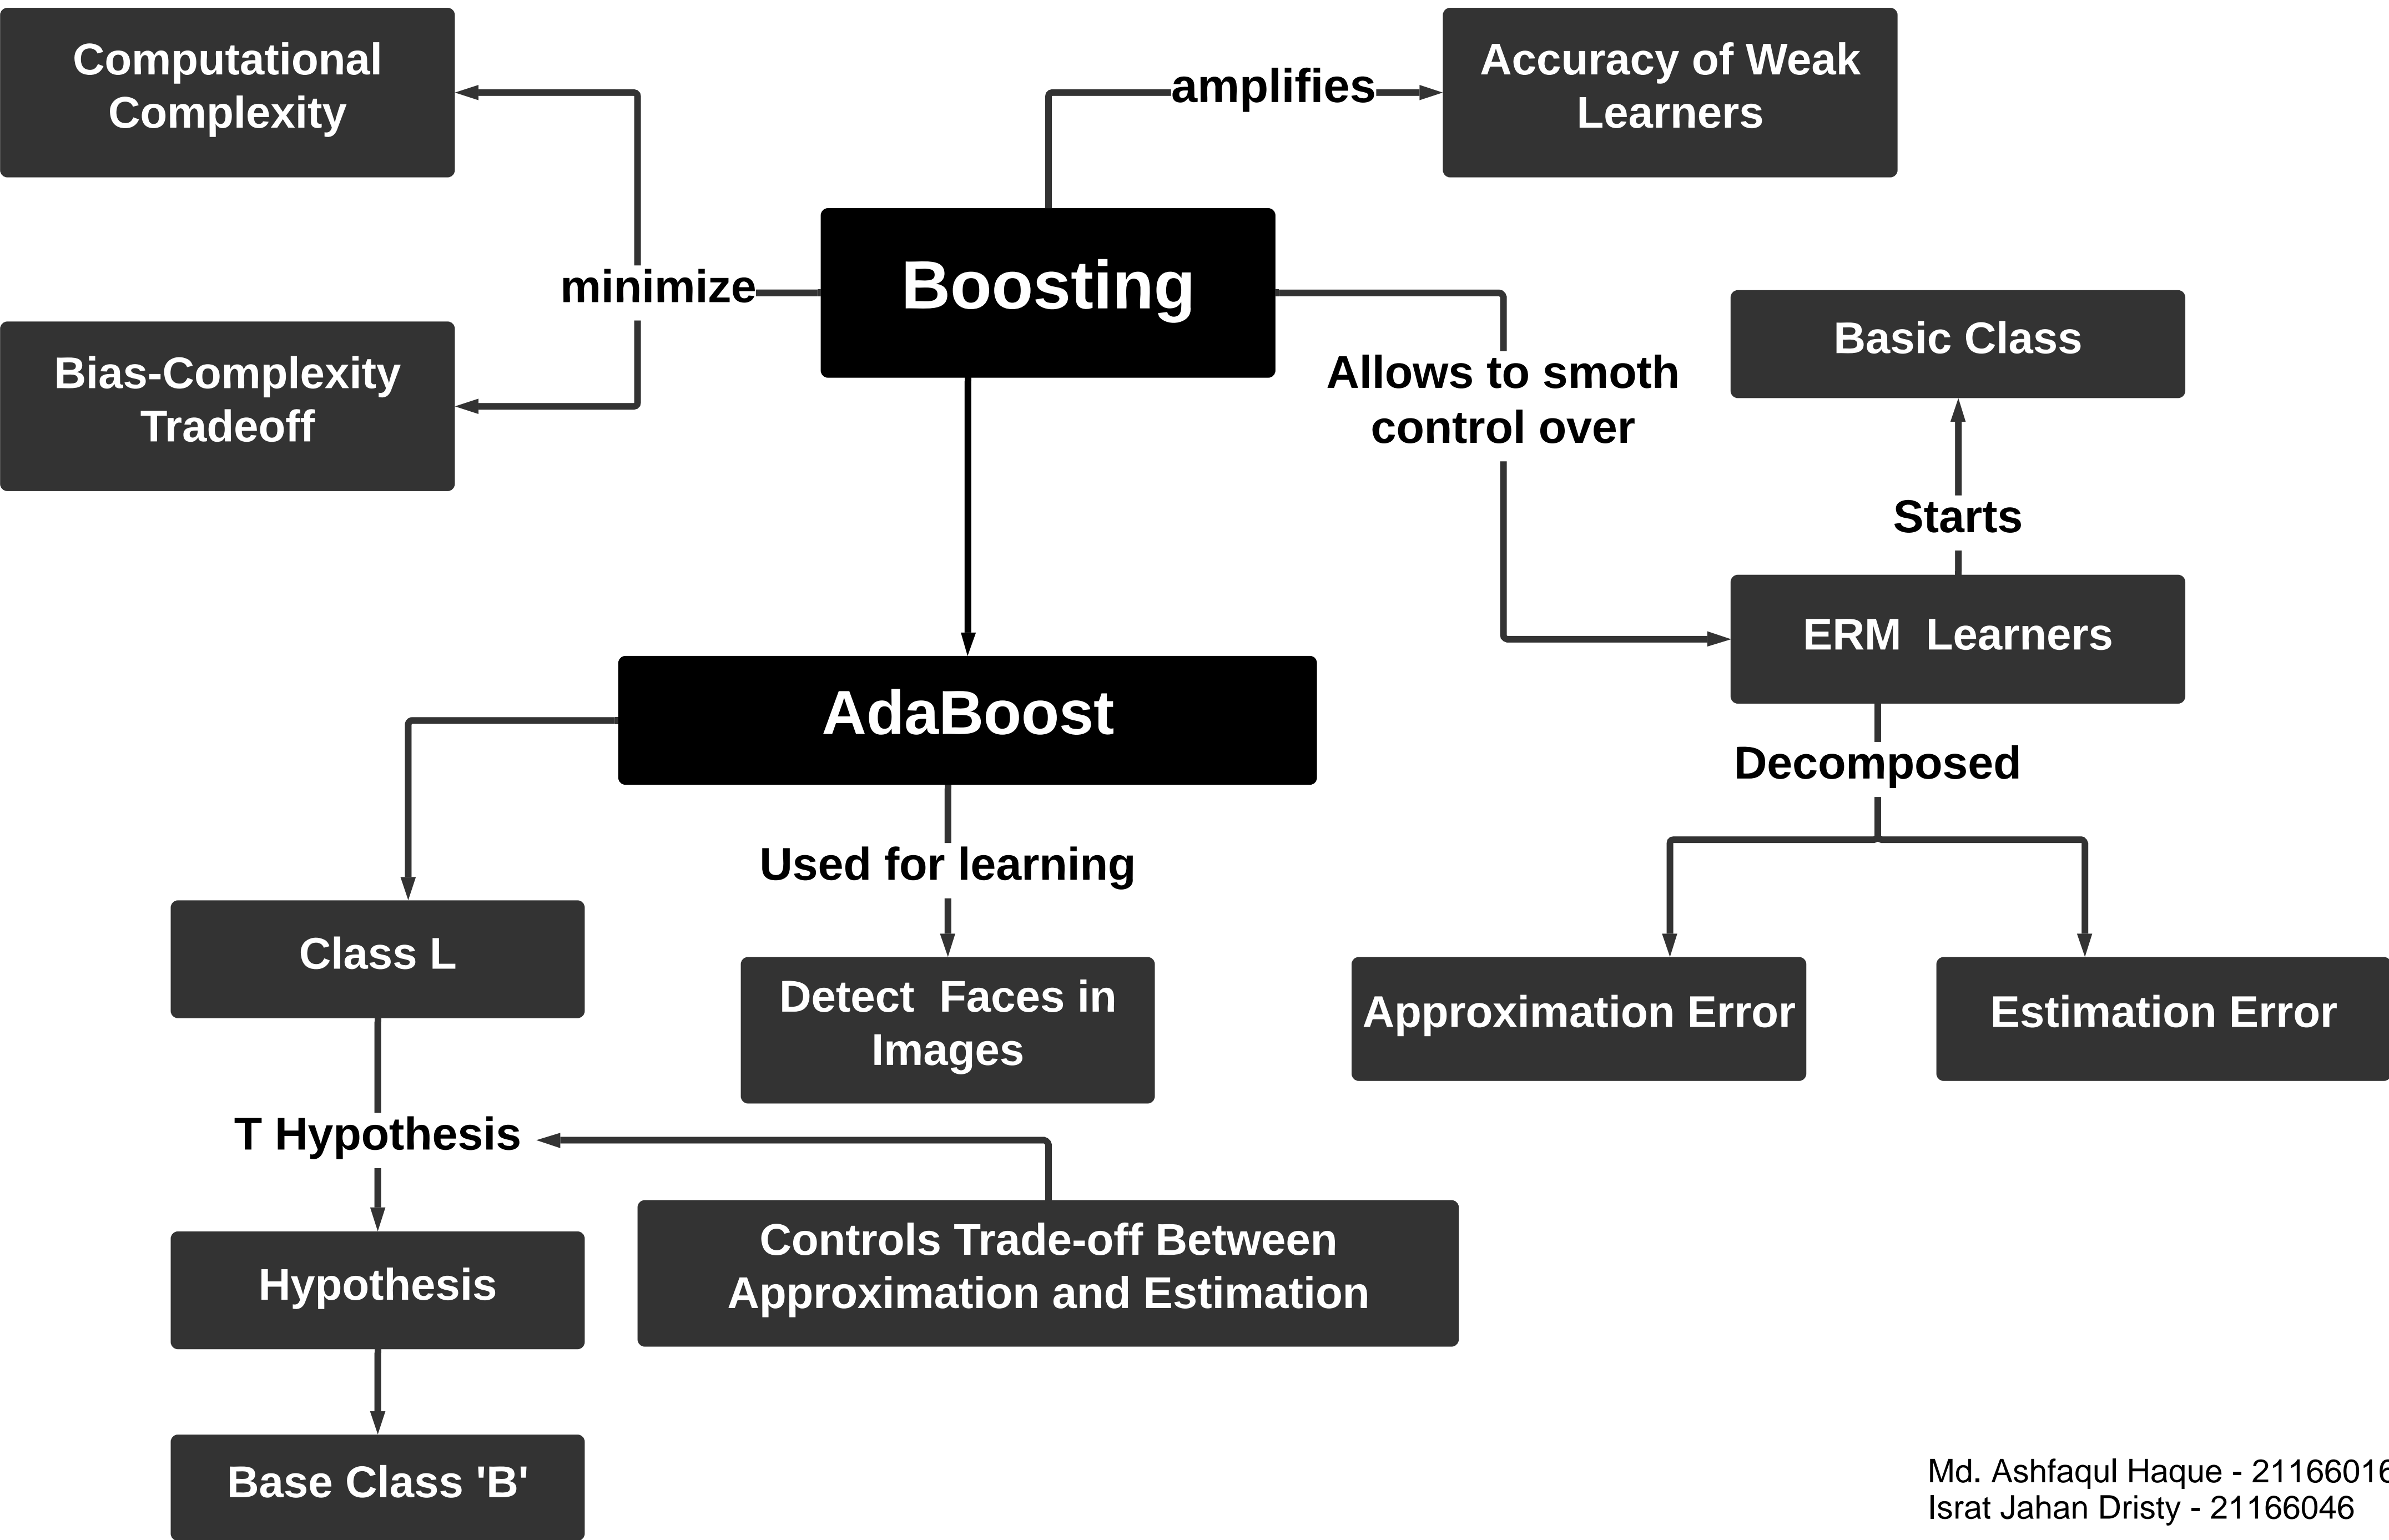 Computational
Complexity
amplifies
Accuracy of Weak
Learners
minimize
Boosting
Bias-Complexity
Tradeoff
Allows to smoth
control over
Basic Class
Starts
ERM  Learners
Decomposed
Approximation Error
Estimation Error
AdaBoost
Used for learning
Detect  Faces in
Images
Class L
T Hypothesis
Controls Trade-off Between
Approximation and Estimation
Hypothesis
Base Class 'B'
Md. Ashfaqul Haque - 21166016
Israt Jahan Dristy - 21166046